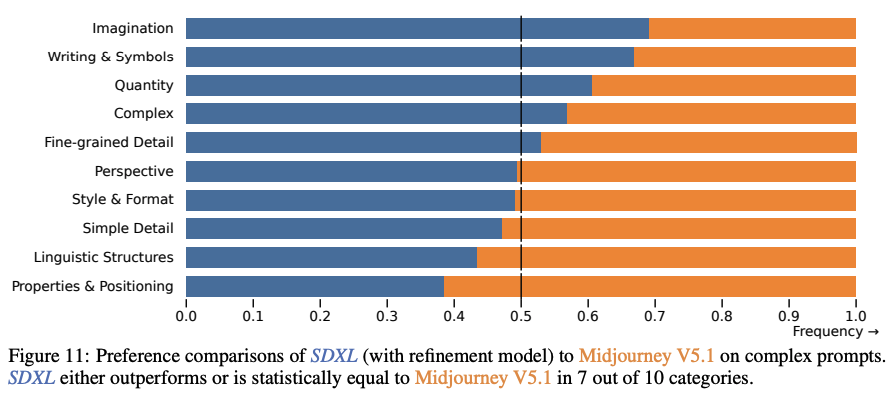 Imagination
Writing & Symbols
Quantity
Complex
Fine-grained Detail
Perspective
Style & Format
Simple Detail
Linguistic Structures
Properties & Positioning
0.0 0.1 0.2 0.3 0.4 0.5 0.6 0.7 0.8 0.9 1.0
Frequency →
Figure 11: Preference comparisons of SDXL (with refinement model) to Midjourney V5.1 on complex prompts.
SDXL either outperforms or is statistically equal to Midjourney V5.1 in 7 out of 10 categories.